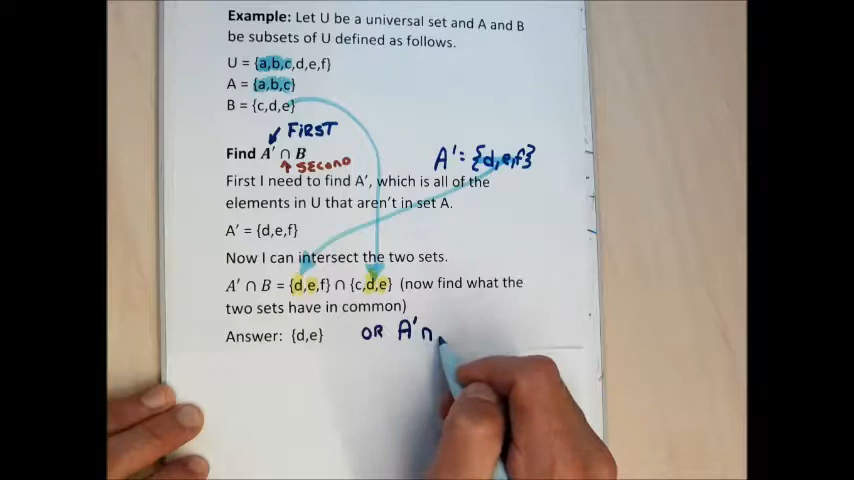 Example: Let U be a universal set and A and B
be subsets of U defined as follows.
U = {a,b,c,d,e,f}
A = {a,b,c}
B = {c,d,e}
FIRST
Find A′ ∩ B
SECOND
A′ = {d,e,f}
First I need to find A′, which is all of the
elements in U that aren't in set A.
A′ = {d,e,f}
Now I can intersect the two sets.
A′ ∩ B = {d,e,f} ∩ {c,d,e} (now find what the
two sets have in common)
Answer: {d,e} OR A′ ∩